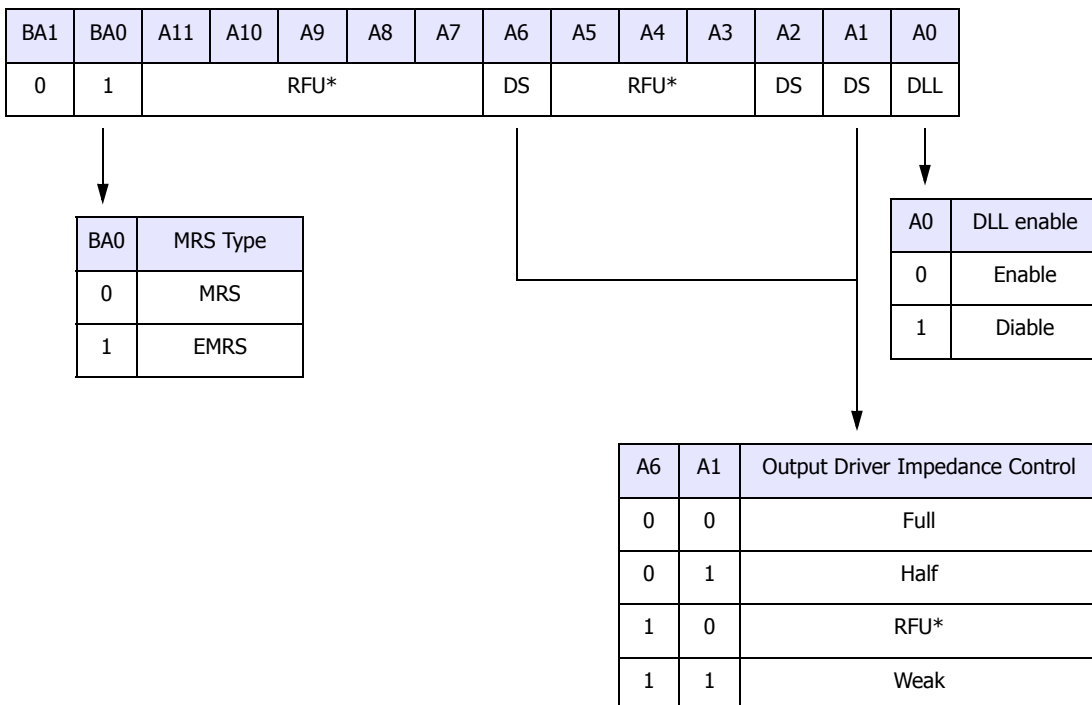 BA1 BA0 A11 A10 A9 A8 A7 A6 A5 A4 A3 A2 A1 A0
0 1 RFU* DS RFU* DS DS DLL
BA0 MRS Type
0 MRS
1 EMRS
A0 DLL enable
0 Enable
1 Diable
A6 A1 Output Driver Impedance Control
0 0 Full
0 1 Half
1 0 RFU*
1 1 Weak